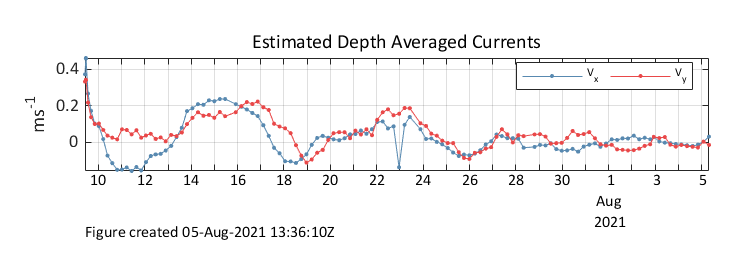 Estimated Depth Averaged Currents
Vx Vy
0.4
0.2
0
ms-1
10 12 14 16 18 20 22 24 26 28 30 1 3 5
Aug
2021
Figure created 05-Aug-2021 13:36:10Z